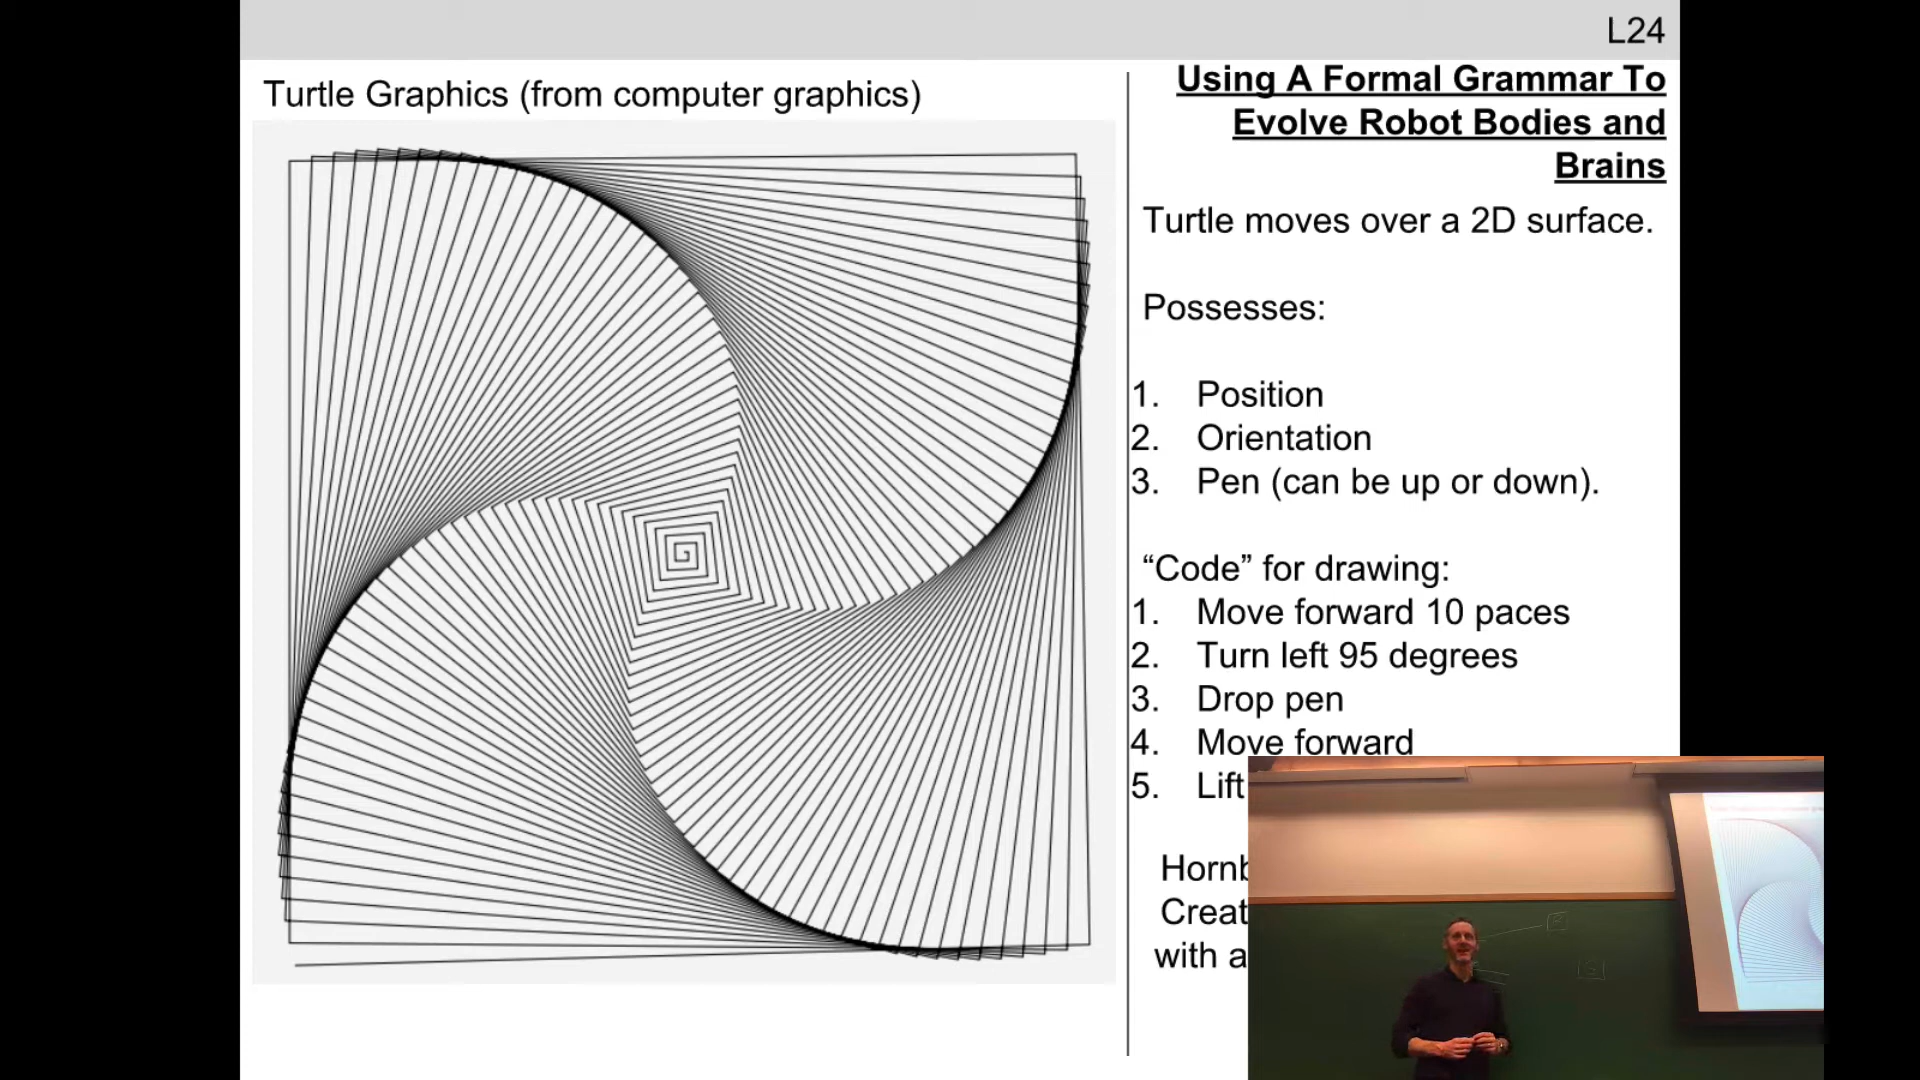 L24
Turtle Graphics (from computer graphics)
Using A Formal Grammar To
Evolve Robot Bodies and
Brains
Turtle moves over a 2D surface.
Possesses:
1. Position
2. Orientation
3. Pen (can be up or down).
“Code” for drawing:
1. Move forward 10 paces
2. Turn left 95 degrees
3. Drop pen
4. Move forward
5. Lift
with a